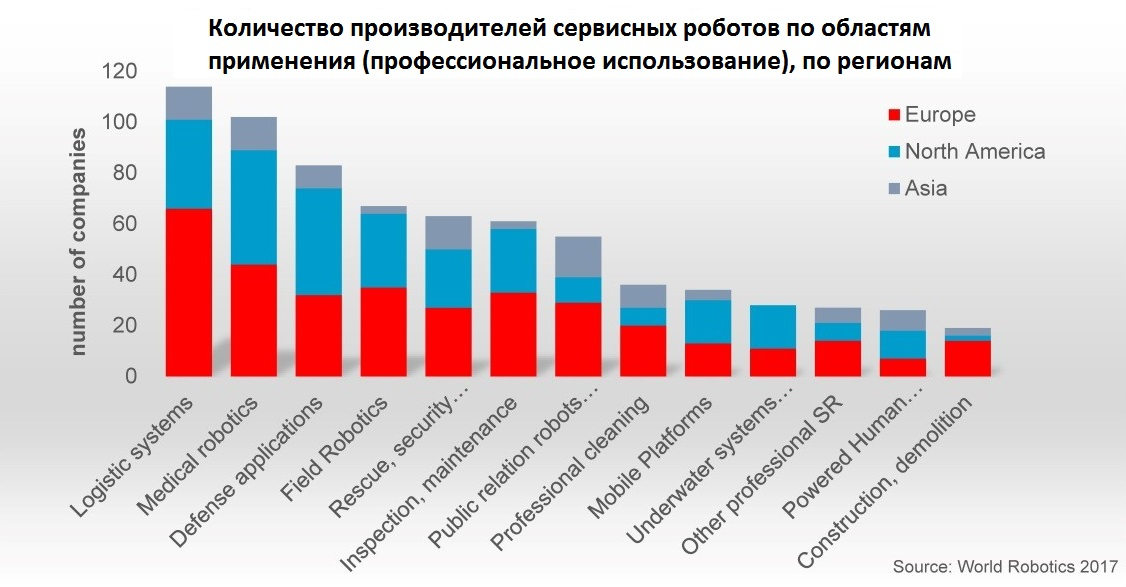 Количество производителей сервисных роботов по областям
применения (профессиональное использование), по регионам
120
100
80
60
40
20
0
number of companies
Europe
North America
Asia
Logistic systems
Medical robotics
Defense applications
Field Robotics
Rescue, security...
Inspection, maintenance
Public relation robots...
Professional cleaning
Mobile Platforms
Underwater systems...
Other professional SR
Powered Human...
Construction, demolition
Source: World Robotics 2017